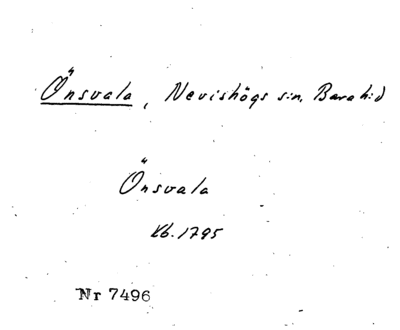 Önsvala, Nevishögs s:n, Bara h:d
Önsvala
kb. 1795
Nr 7496